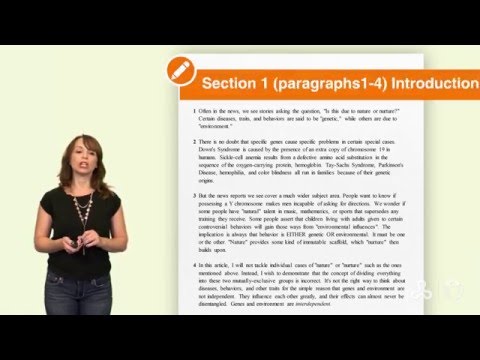 Section 1 (paragraphs1-4) Introduction
1 Often in the news, we see stories asking the question, "Is this due to nature or nurture?"
Certain diseases, traits, and behaviors are said to be "genetic," while others are due to
"environment."
2 There is no doubt that specific genes cause specific problems in certain special cases.
Down's Syndrome is caused by the presence of an extra copy of chromosome 19 in
humans. Sickle-cell anemia results from a defective amino acid substitution in the
sequence of the oxygen-carrying protein, hemoglobin. Tay-Sachs Syndrome, Parkinson's
Disease, hemophilia, and color blindness all run in families because of their genetic
origins.
3 But the news reports we see cover a much wider subject area. People want to know if
possessing a Y chromosome makes men incapable of asking for directions. We wonder if
some people have "natural" talent in music, mathematics, or sports that supersedes any
training they receive. Some people assert that children living with adults given to certain
controversial behaviors will gain those ways from "environmental influences" The
implication is always that behavior is EITHER genetic OR environmental. It must be one
or the other. "Nature" provides some kind of immutable scaffold, which "nurture" then
builds upon.
4 In this article, I will not tackle individual cases of "nature" or "nurture" such as the ones
mentioned above. Instead, I wish to demonstrate that the concept of dividing everything
into these two mutually-exclusive groups is incorrect. It's not the right way to think about
diseases, behaviors, and other traits for the simple reason that genes and environment are
not independent. They influence each other greatly, and their effects can almost never be
disentangled. Genes and environment are interdependent.